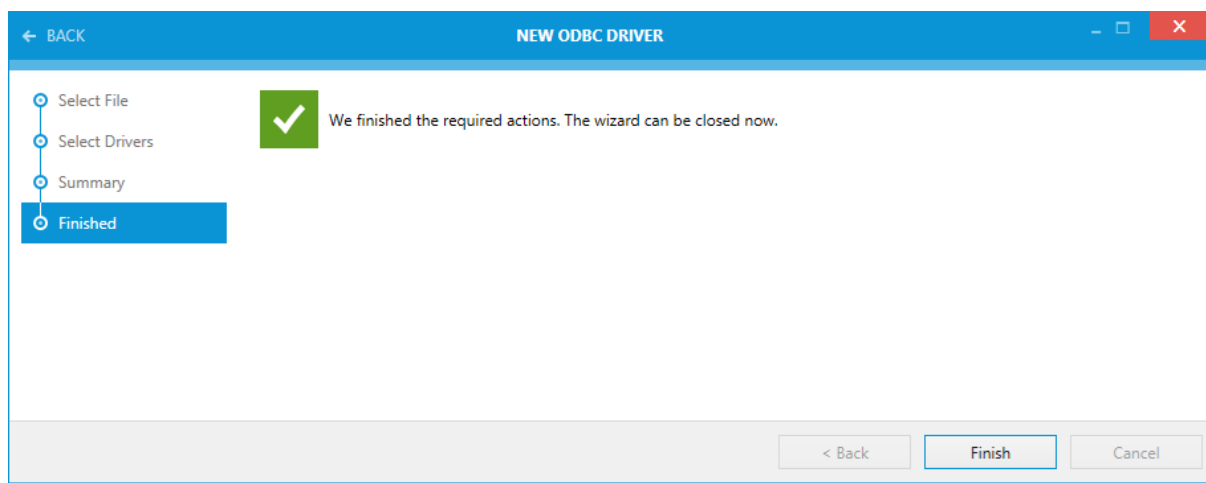 ← BACK
NEW ODBC DRIVER
Select File
Select Drivers
Summary
Finished
We finished the required actions. The wizard can be closed now.
< Back
Finish
Cancel